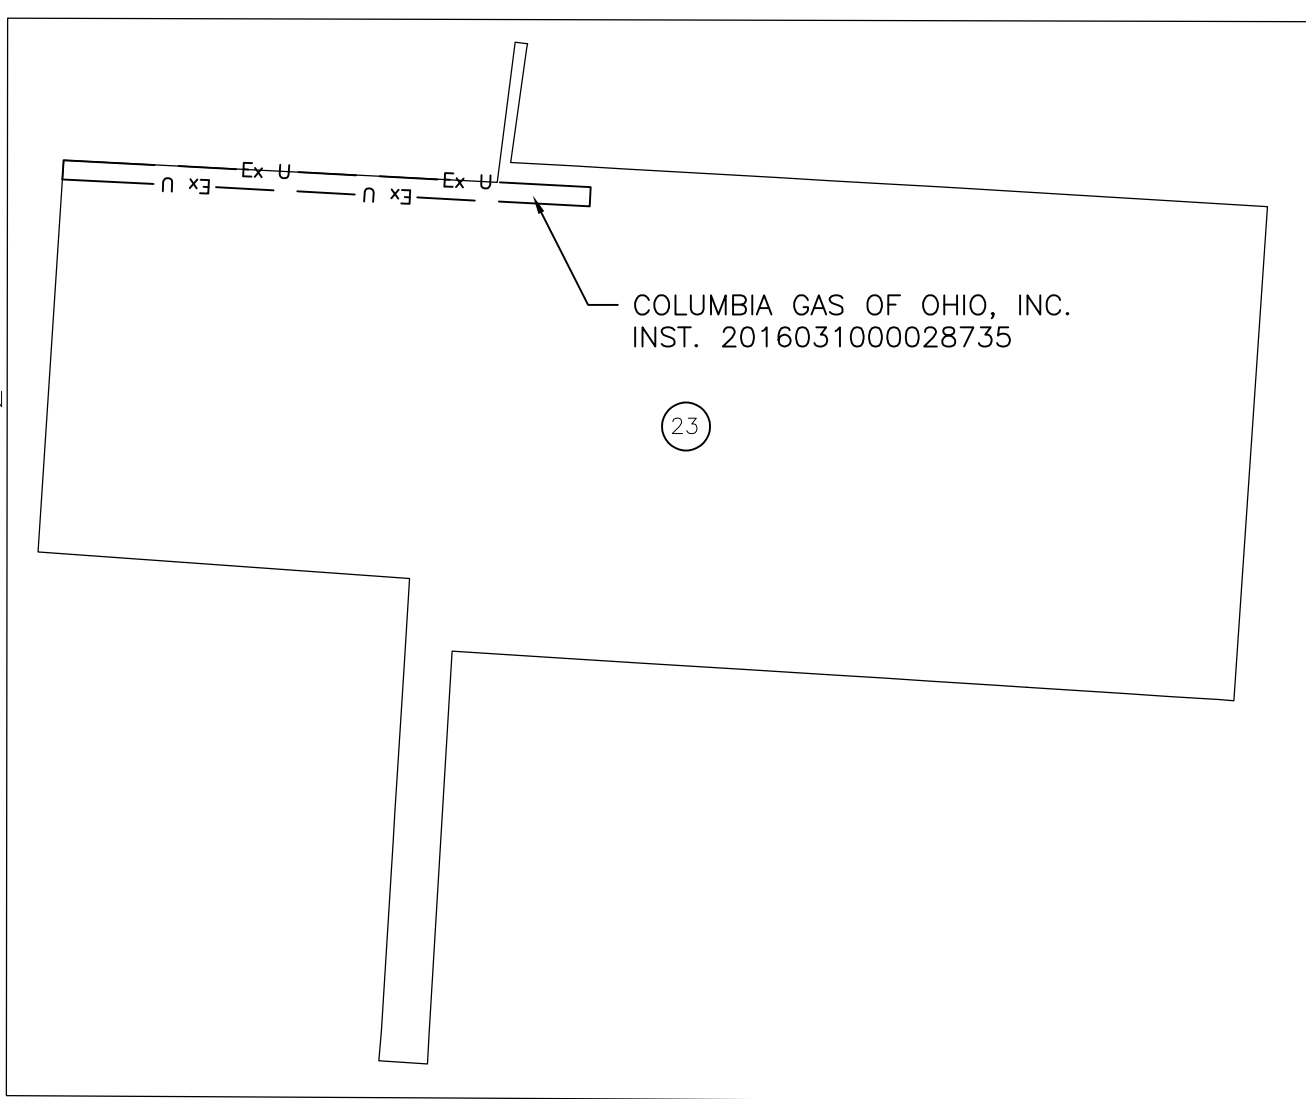 Ex U
Ex U
Ex U
Ex U
COLUMBIA GAS OF OHIO, INC.
INST. 2016031000028735
23